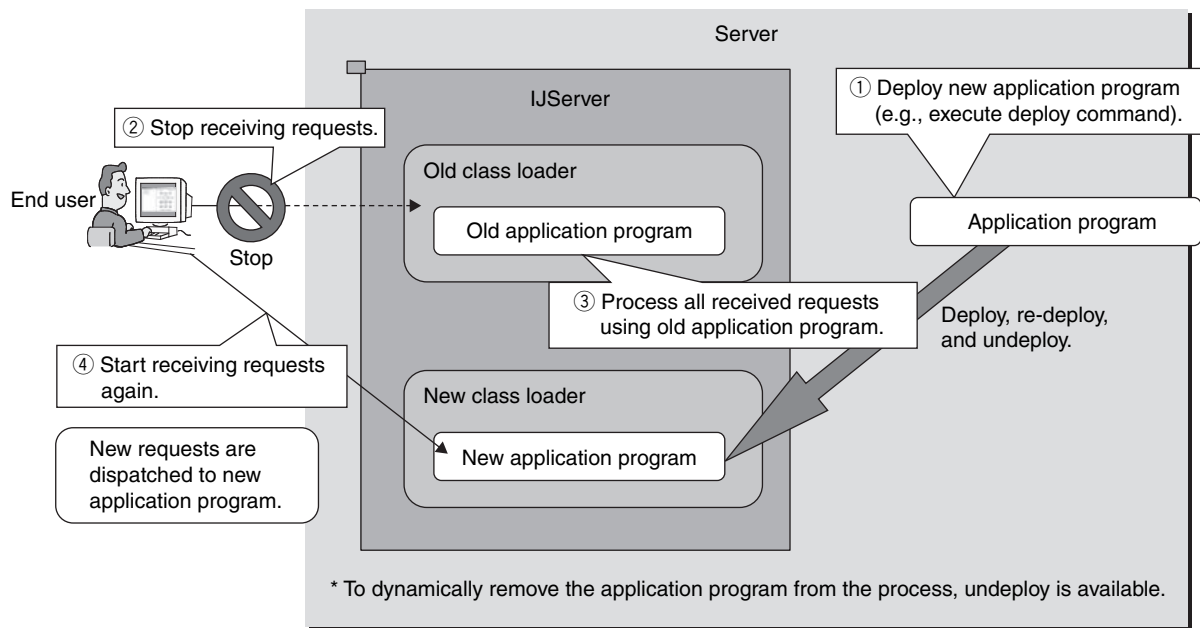 Server
IJServer
① Deploy new application program
(e.g., execute deploy command).
② Stop receiving requests.
Old class loader
End user
Old application program
Application program
Stop
③ Process all received requests
using old application program.
Deploy, re-deploy,
and undeploy.
④ Start receiving requests
again.
New class loader
New application program
New requests are
dispatched to new
application program.
* To dynamically remove the application program from the process, undeploy is available.